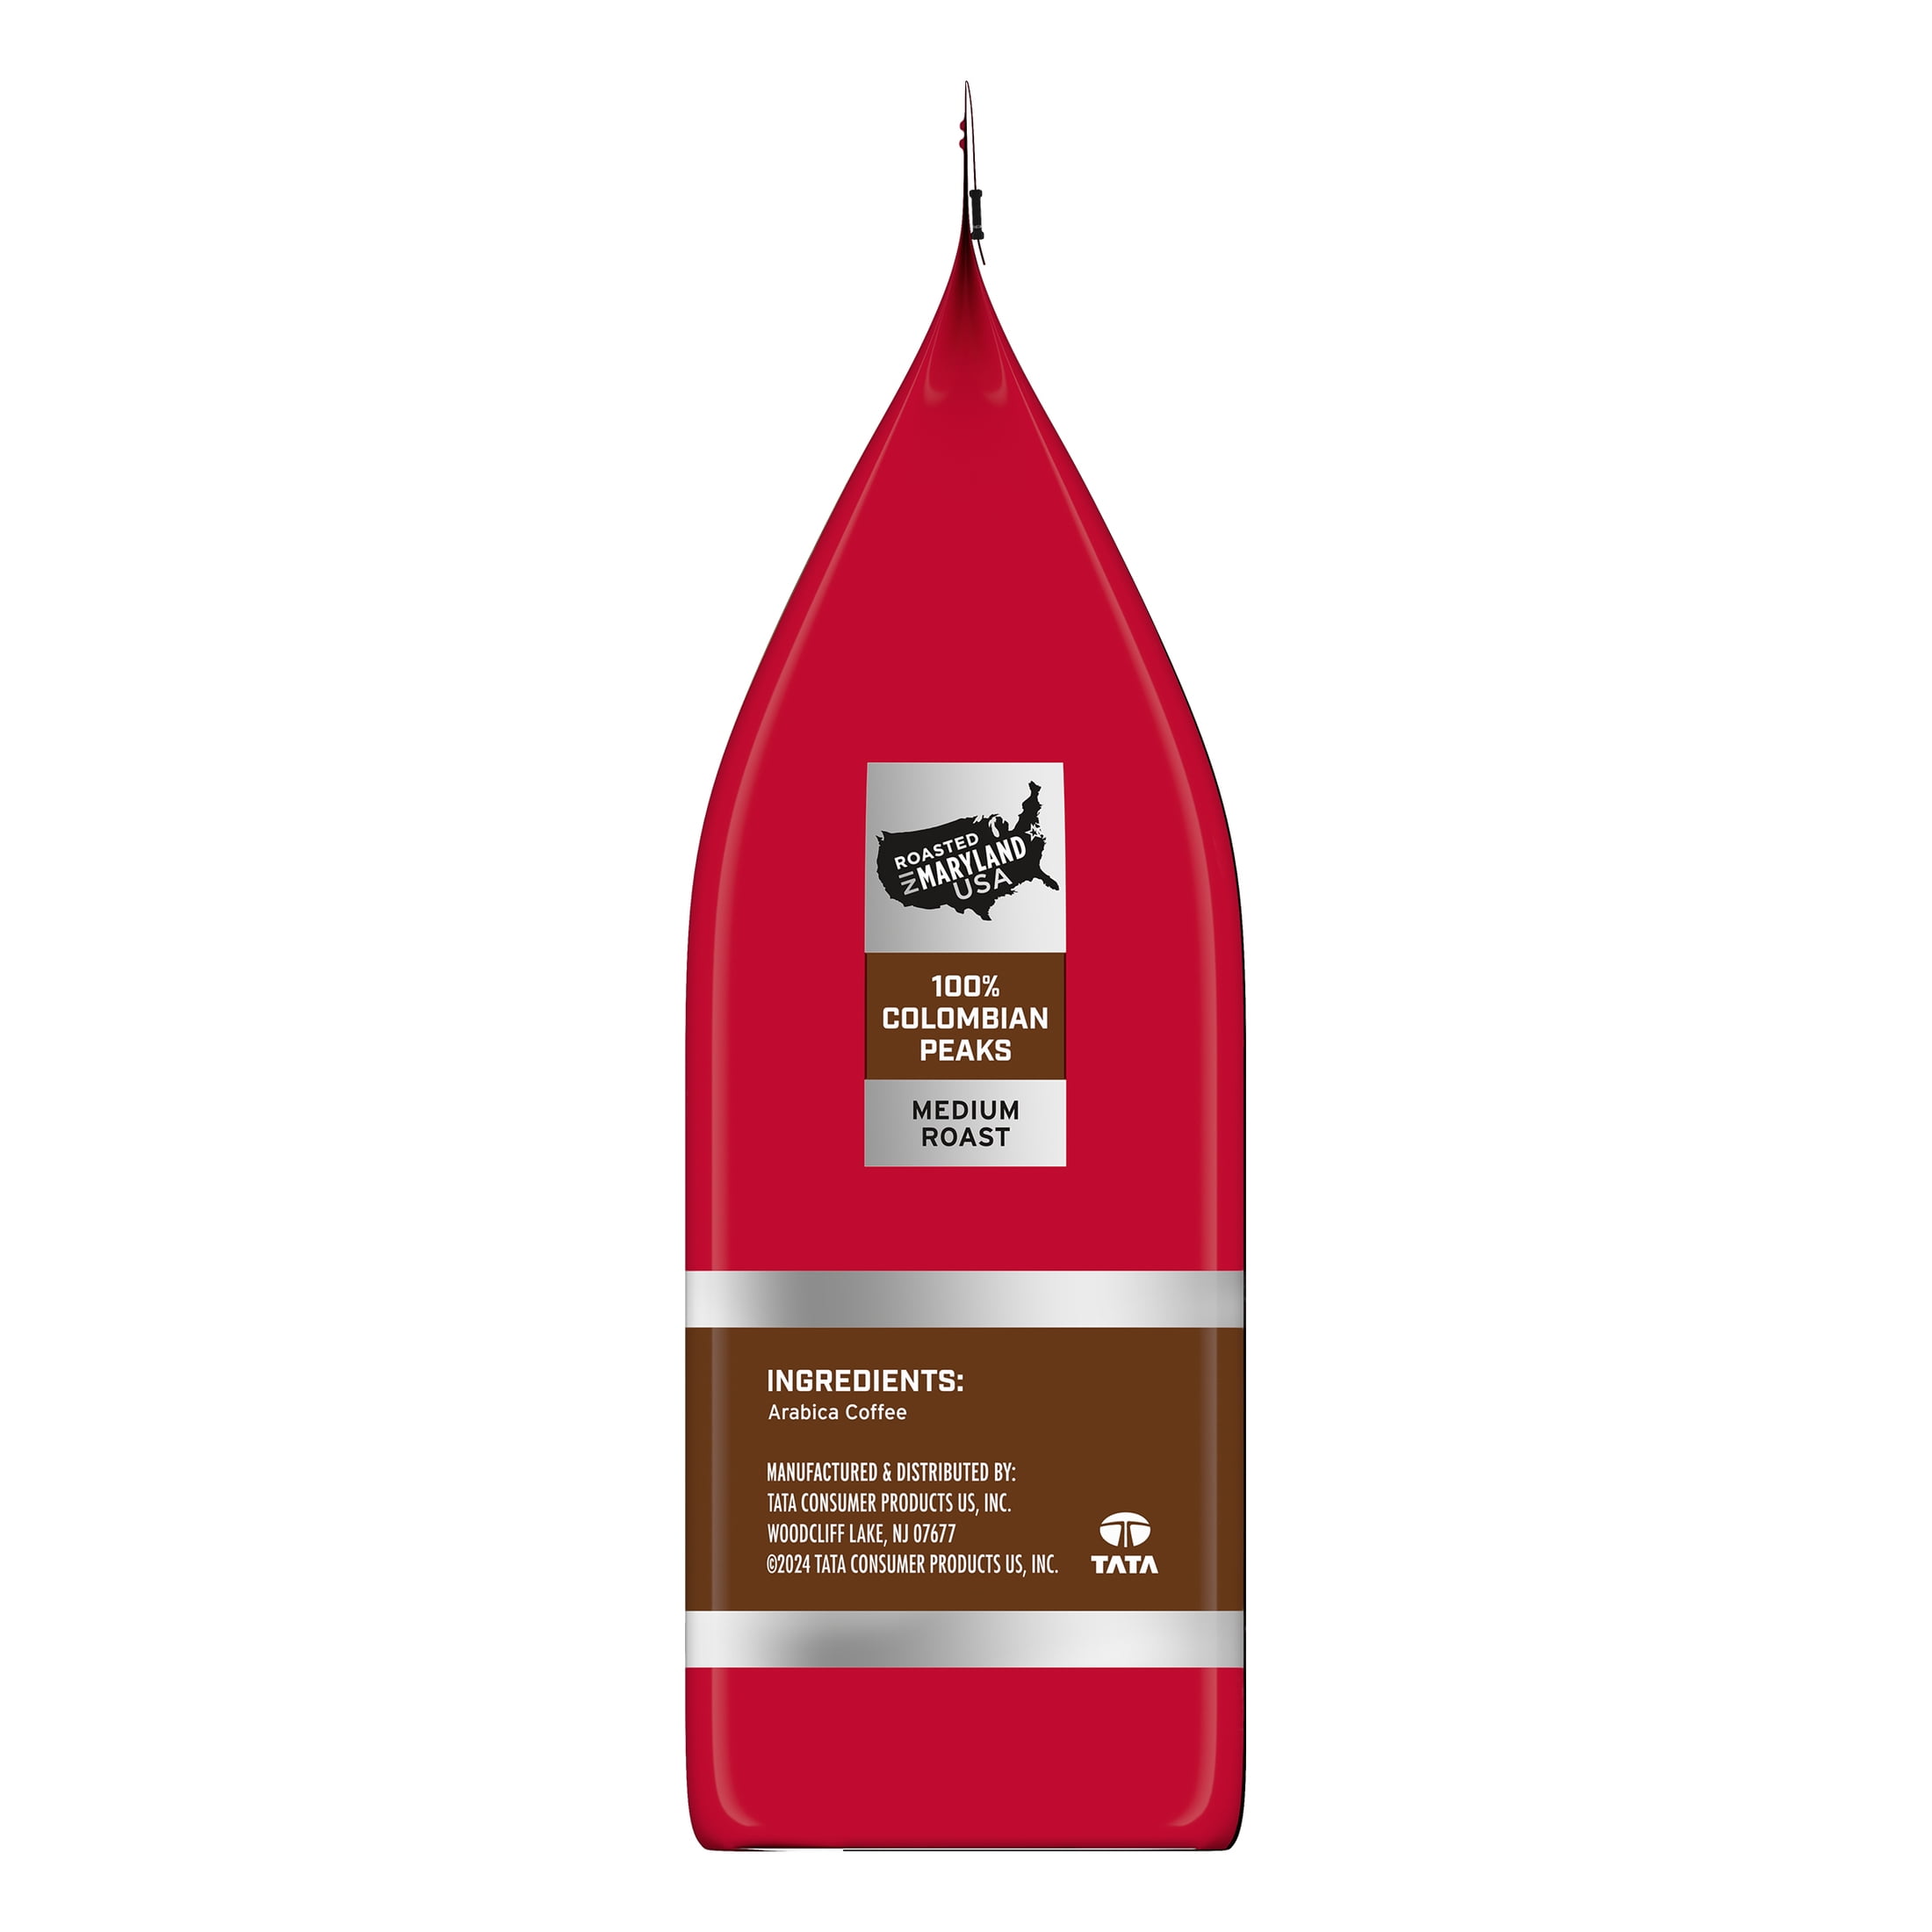 ROASTED
IN MARYLAND
USA
100%
COLOMBIAN
PEAKS
MEDIUM
ROAST
INGREDIENTS:
Arabica Coffee
MANUFACTURED & DISTRIBUTED BY:
TATA CONSUMER PRODUCTS US, INC.
WOODCLIFF LAKE, NJ 07677
©2024 TATA CONSUMER PRODUCTS US, INC.
TATA